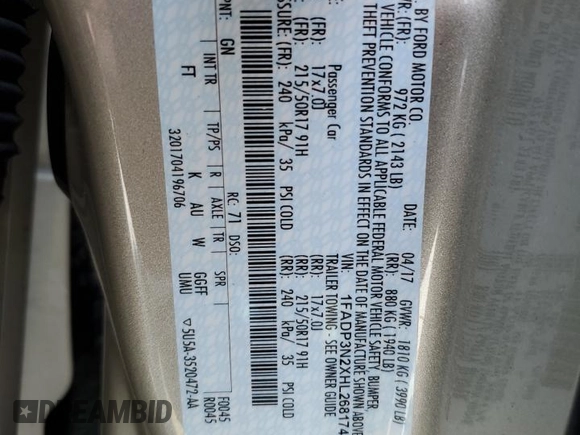 . BY FORD MOTOR CO.
DATE: 04/17 GVWR: 1810 KG ( 3990 LB)
R: (FR): 972 KG ( 2143 LB) (RR): 880 KG ( 1940 LB)
VEHICLE CONFORMS TO ALL APPLICABLE FEDERAL MOTOR VEHICLE SAFETY, BUMPER,
THEFT PREVENTION STANDARDS IN EFFECT ON THE DATE OF MANUFACTURE SHOWN ABOVE
VIN: 1FADP3N2XHL268174
Passenger Car TRAILER TOWING - SEE OWNER GUIDE
(FR): 17x7.0J (RR): 17x7.0J
(FR): 215/50R17 91H (RR): 215/50R17 91H
SSURE: (FR): 240 kPa/ 35 PSI COLD (RR): 240 kPa/ 35 PSI COLD
RC: 71 DSO: F0045
GN R0045
INT TR TP/PS R AXLE TR SPR
FT K AU W GGFF
UMU
3201704196706
▽ 5U5A-3520472-AA
DREAMBID